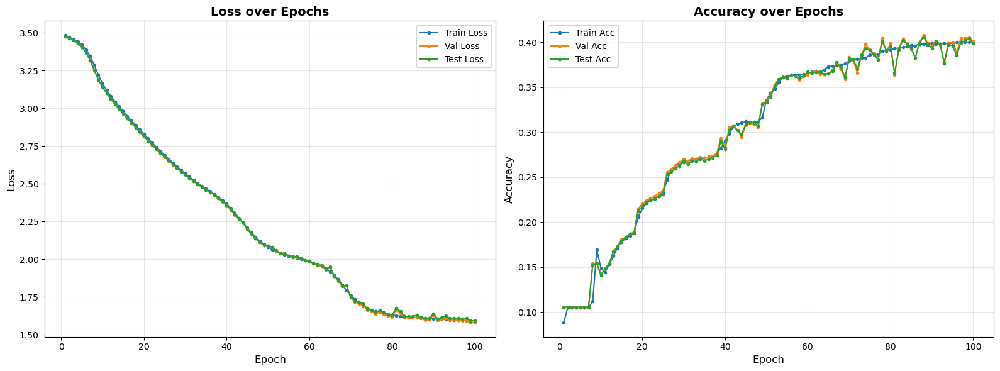 Loss over Epochs
3.50
3.25
3.00
2.75
2.50
2.25
2.00
1.75
1.50
Loss
0
20
40
60
80
100
Epoch
Train Loss
Val Loss
Test Loss
Accuracy over Epochs
0.40
0.35
0.30
0.25
0.20
0.15
0.10
Accuracy
0
20
40
60
80
100
Epoch
Train Acc
Val Acc
Test Acc